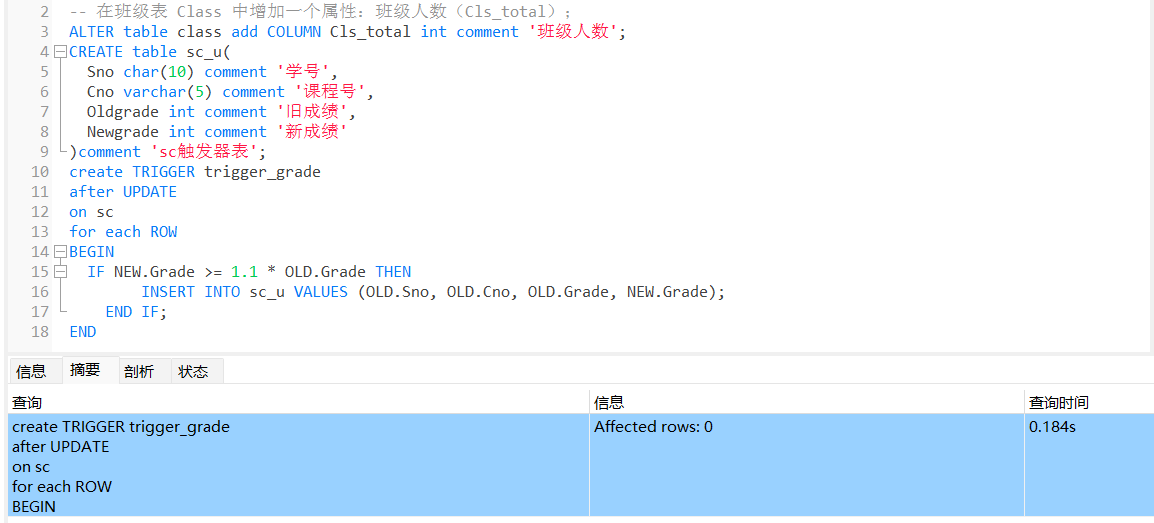 2 -- 在班级表 Class 中增加一个属: 班级人数（Cls_total）;
3 ALTER table class add COLUMN Cls_total int comment '班级人数';
4 CREATE table sc_u(
5 Sno char(10) comment '学号',
6 Cno varchar(5) comment '课程号',
7 Oldgrade int comment '旧成绩',
8 Newgrade int comment '新成绩'
9 )comment 'sc触发器表';
10 create TRIGGER trigger_grade
11 after UPDATE
12 on sc
13 for each ROW
14 BEGIN
15 IF NEW.Grade >= 1.1 * OLD.Grade THEN
16 INSERT INTO sc_u VALUES (OLD.Sno, OLD.Cno, OLD.Grade, NEW.Grade);
17 END IF;
18 END
信息 摘要 剖析 状态
查询 信息 查询时间
create TRIGGER trigger_grade Affected rows: 0 0.184s
after UPDATE
on sc
for each ROW
BEGIN